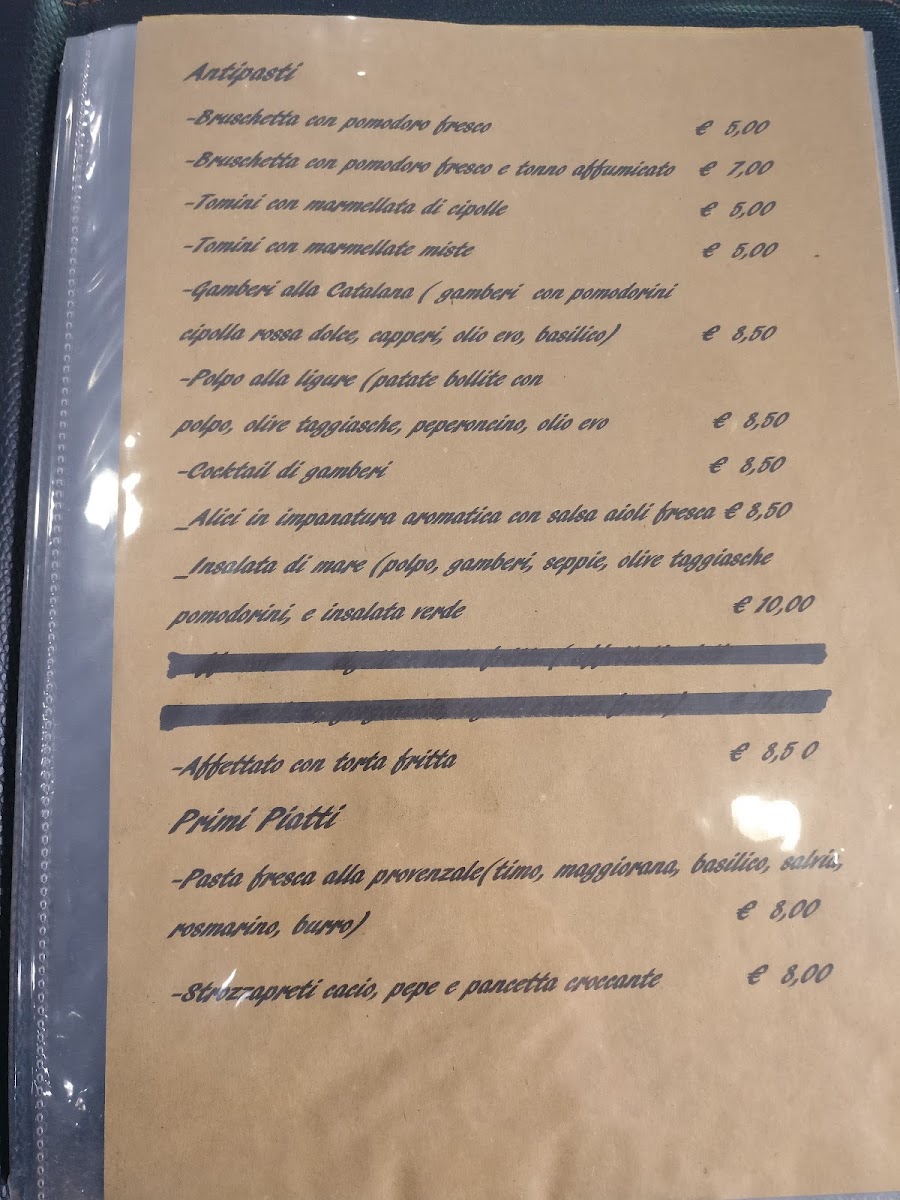 Antipasti
-Bruschetta con pomodoro fresco € 5,00
-Bruschetta con pomodoro fresco e tonno affumicato € 7,00
-Tomini con marmellata di cipolle € 5,00
-Tomini con marmellate miste € 5,00
-Gamberi alla Catalana ( gamberi con pomodorini
cipolla rossa dolce, capperi, olio evo, basilico) € 8,50
-Polpo alla ligure (patate bollite con
polpo, olive taggiasche, peperoncino, olio evo € 8,50
-Cocktail di gamberi € 8,50
_Alici in impanatura aromatica con salsa aioli fresca € 8,50
_Insalata di mare (polpo, gamberi, seppie, olive taggiasche
pomodorini, e insalata verde € 10,00
-Affettato con torta fritta € 8,5 0
Primi Piatti
-Pasta fresca alla provenzale(timo, maggiorana, basilico, salvia,
rosmarino, burro) € 8,00
-Strozzapreti cacio, pepe e pancetta croccante € 8,00